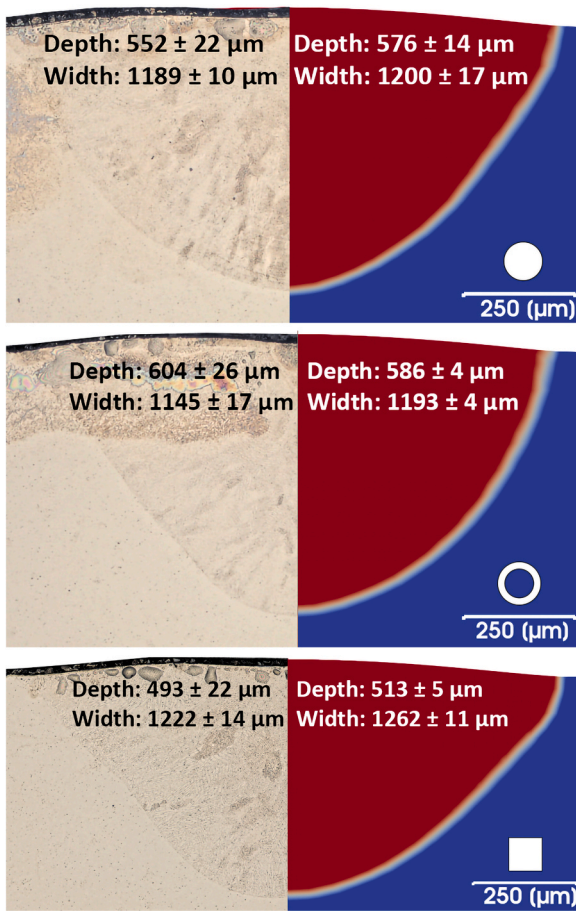 Depth: 552 ± 22 µm
Width: 1189 ± 10 µm
Depth: 576 ± 14 µm
Width: 1200 ± 17 µm
250 (µm)
Depth: 604 ± 26 µm
Width: 1145 ± 17 µm
Depth: 586 ± 4 µm
Width: 1193 ± 4 µm
250 (µm)
Depth: 493 ± 22 µm
Width: 1222 ± 14 µm
Depth: 513 ± 5 µm
Width: 1262 ± 11 µm
250 (µm)